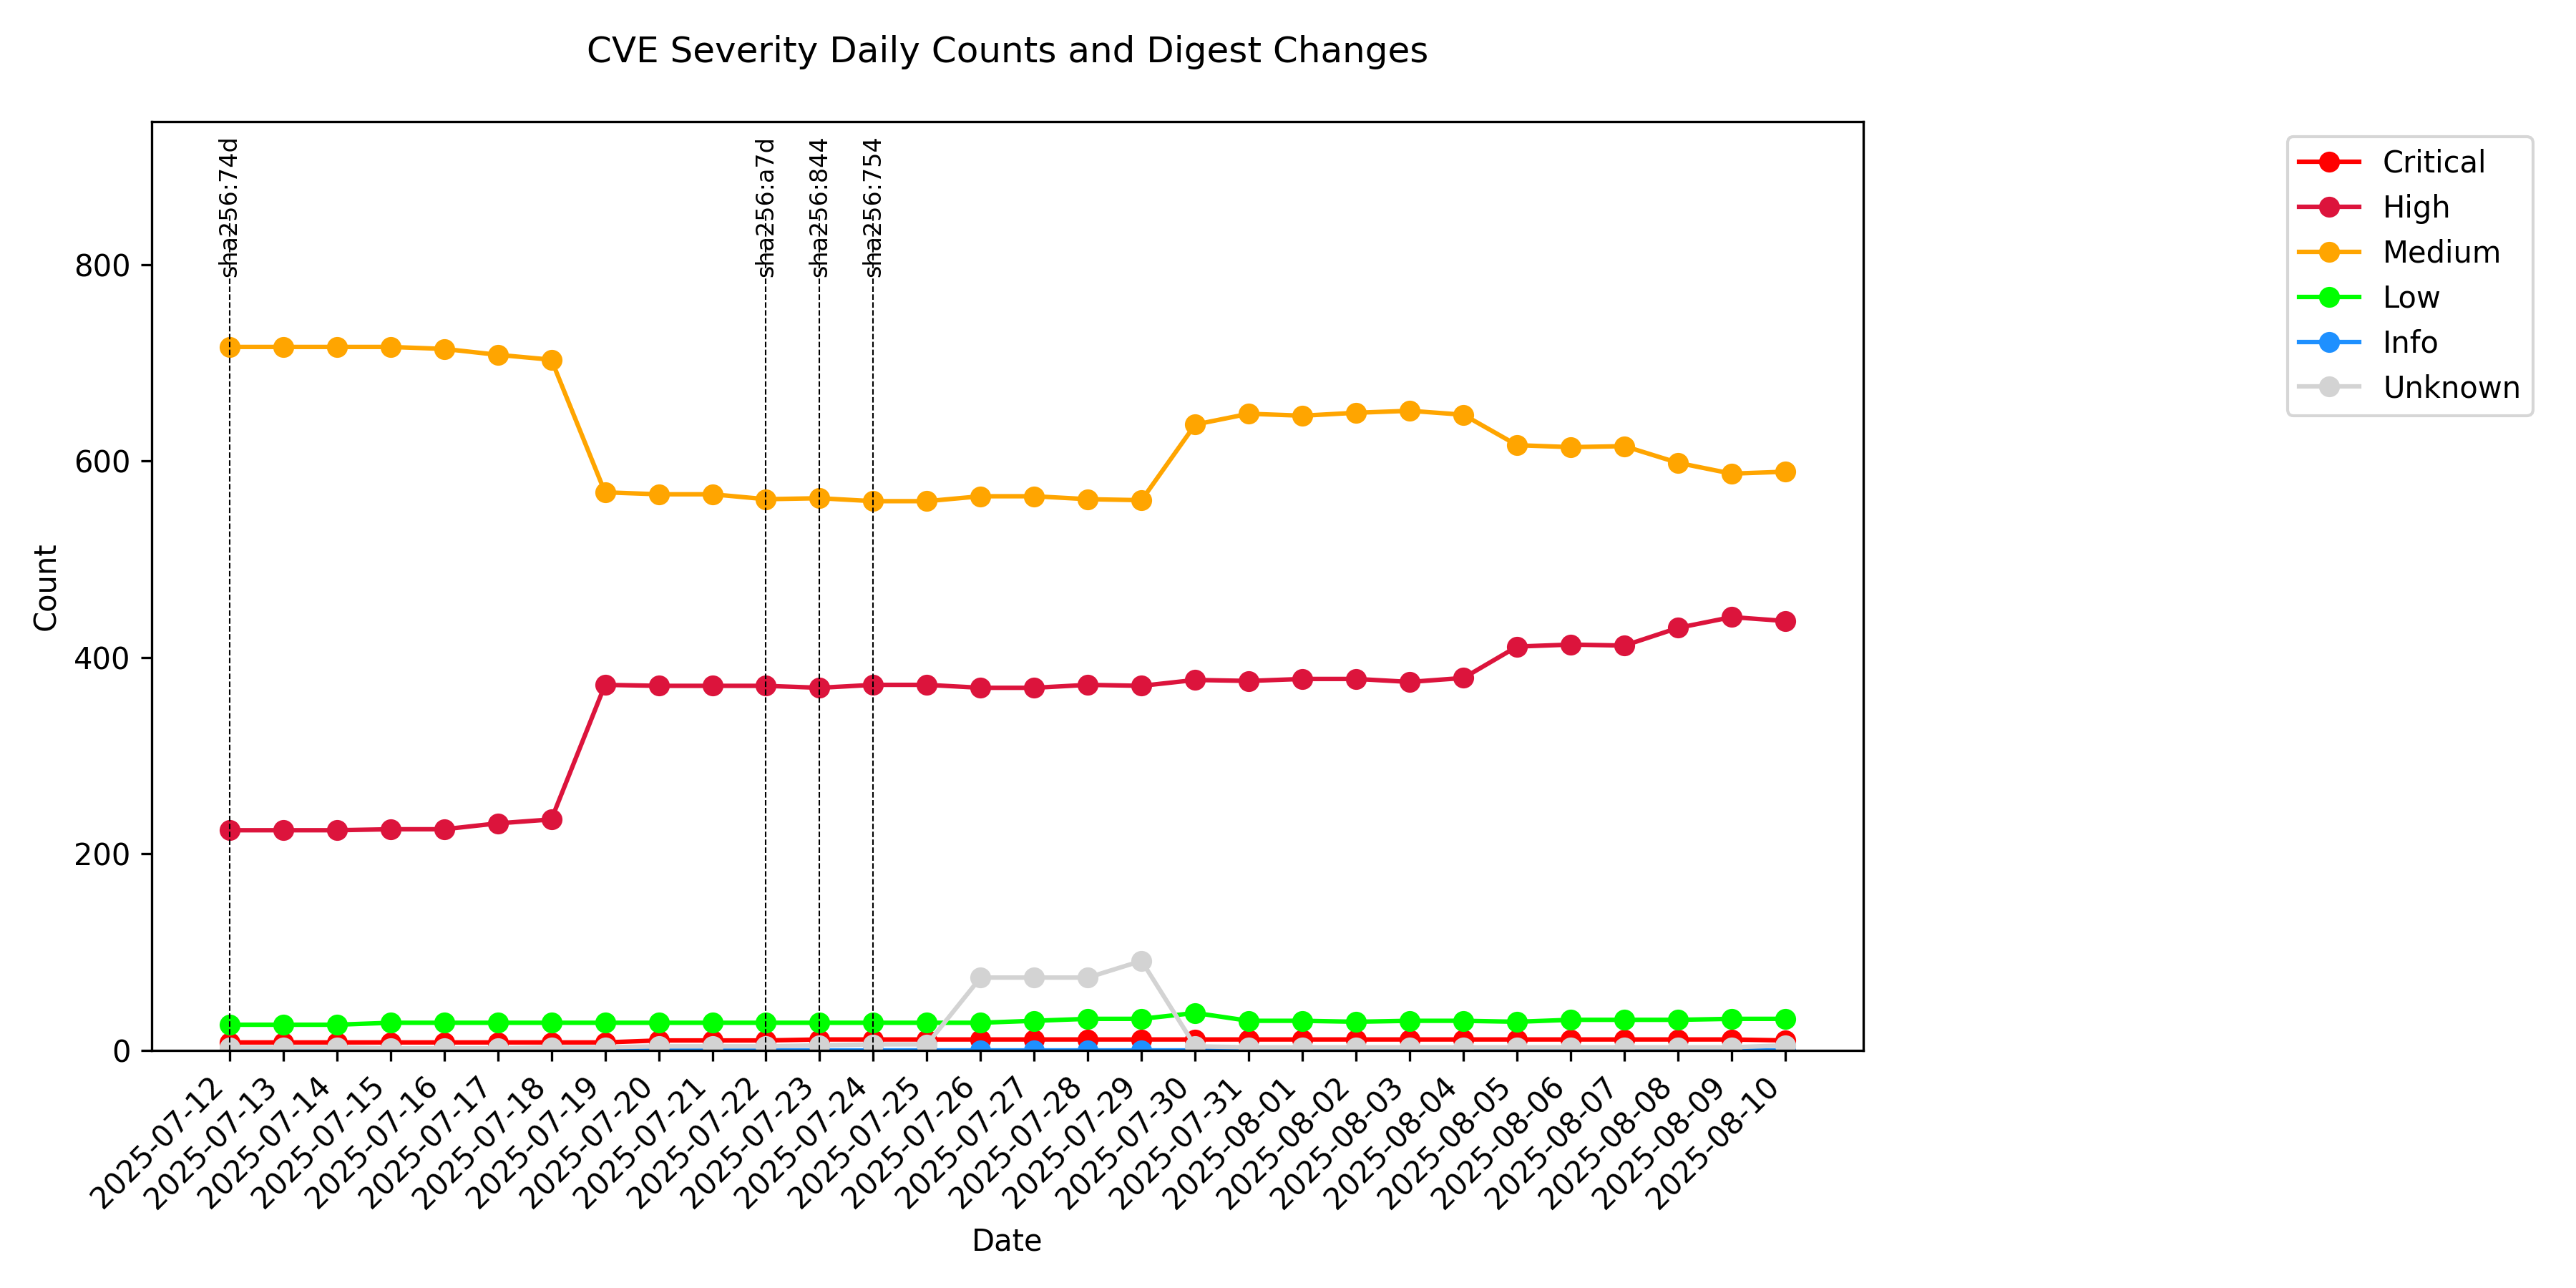 CVE Severity Daily Counts and Digest Changes
sha256:74d
sha256:a7d
sha256:844
sha256:754
Critical
High
Medium
Low
Info
Unknown
800
600
400
200
0
Count
2025-07-12
2025-07-13
2025-07-14
2025-07-15
2025-07-16
2025-07-17
2025-07-18
2025-07-19
2025-07-20
2025-07-21
2025-07-22
2025-07-23
2025-07-24
2025-07-25
2025-07-26
2025-07-27
2025-07-28
2025-07-29
2025-07-30
2025-07-31
2025-08-01
2025-08-02
2025-08-03
2025-08-04
2025-08-05
2025-08-06
2025-08-07
2025-08-08
2025-08-09
2025-08-10
Date